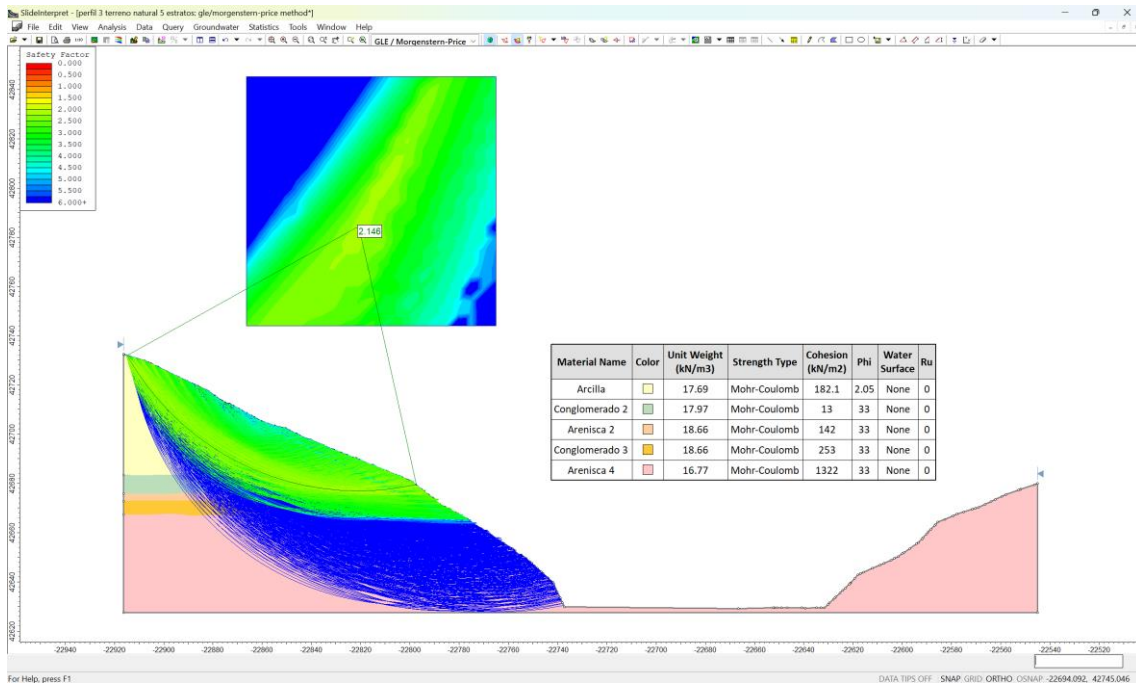 SlideInterpret - [perfil 3 terreno natural 5 estratos: gle/morgenstern-price method*]
File Edit View Analysis Data Query Groundwater Statistics Tools Window Help
GLE / Morgenstern-Price
Safety Factor
0.000
0.500
1.000
1.500
2.000
2.500
3.000
3.500
4.000
4.500
5.000
5.500
6.000+
2.146
42840
42820
42800
42780
42760
42740
42720
42700
42680
42660
42640
42620
Material Name Color Unit Weight (kN/m3) Strength Type Cohesion (kN/m2) Phi Water Surface Ru
Arcilla 17.69 Mohr-Coulomb 182.1 2.05 None 0
Conglomerado 2 17.97 Mohr-Coulomb 13 33 None 0
Arenisca 2 18.66 Mohr-Coulomb 142 33 None 0
Conglomerado 3 18.66 Mohr-Coulomb 253 33 None 0
Arenisca 4 16.77 Mohr-Coulomb 1322 33 None 0
-22940 -22920 -22900 -22880 -22860 -22840 -22820 -22800 -22780 -22760 -22740 -22720 -22700 -22680 -22660 -22640 -22620 -22600 -22580 -22560 -22540 -22520
For Help, press F1
DATA TIPS OFF SNAP GRID ORTHO OSNAP -22694.092, 42745.046